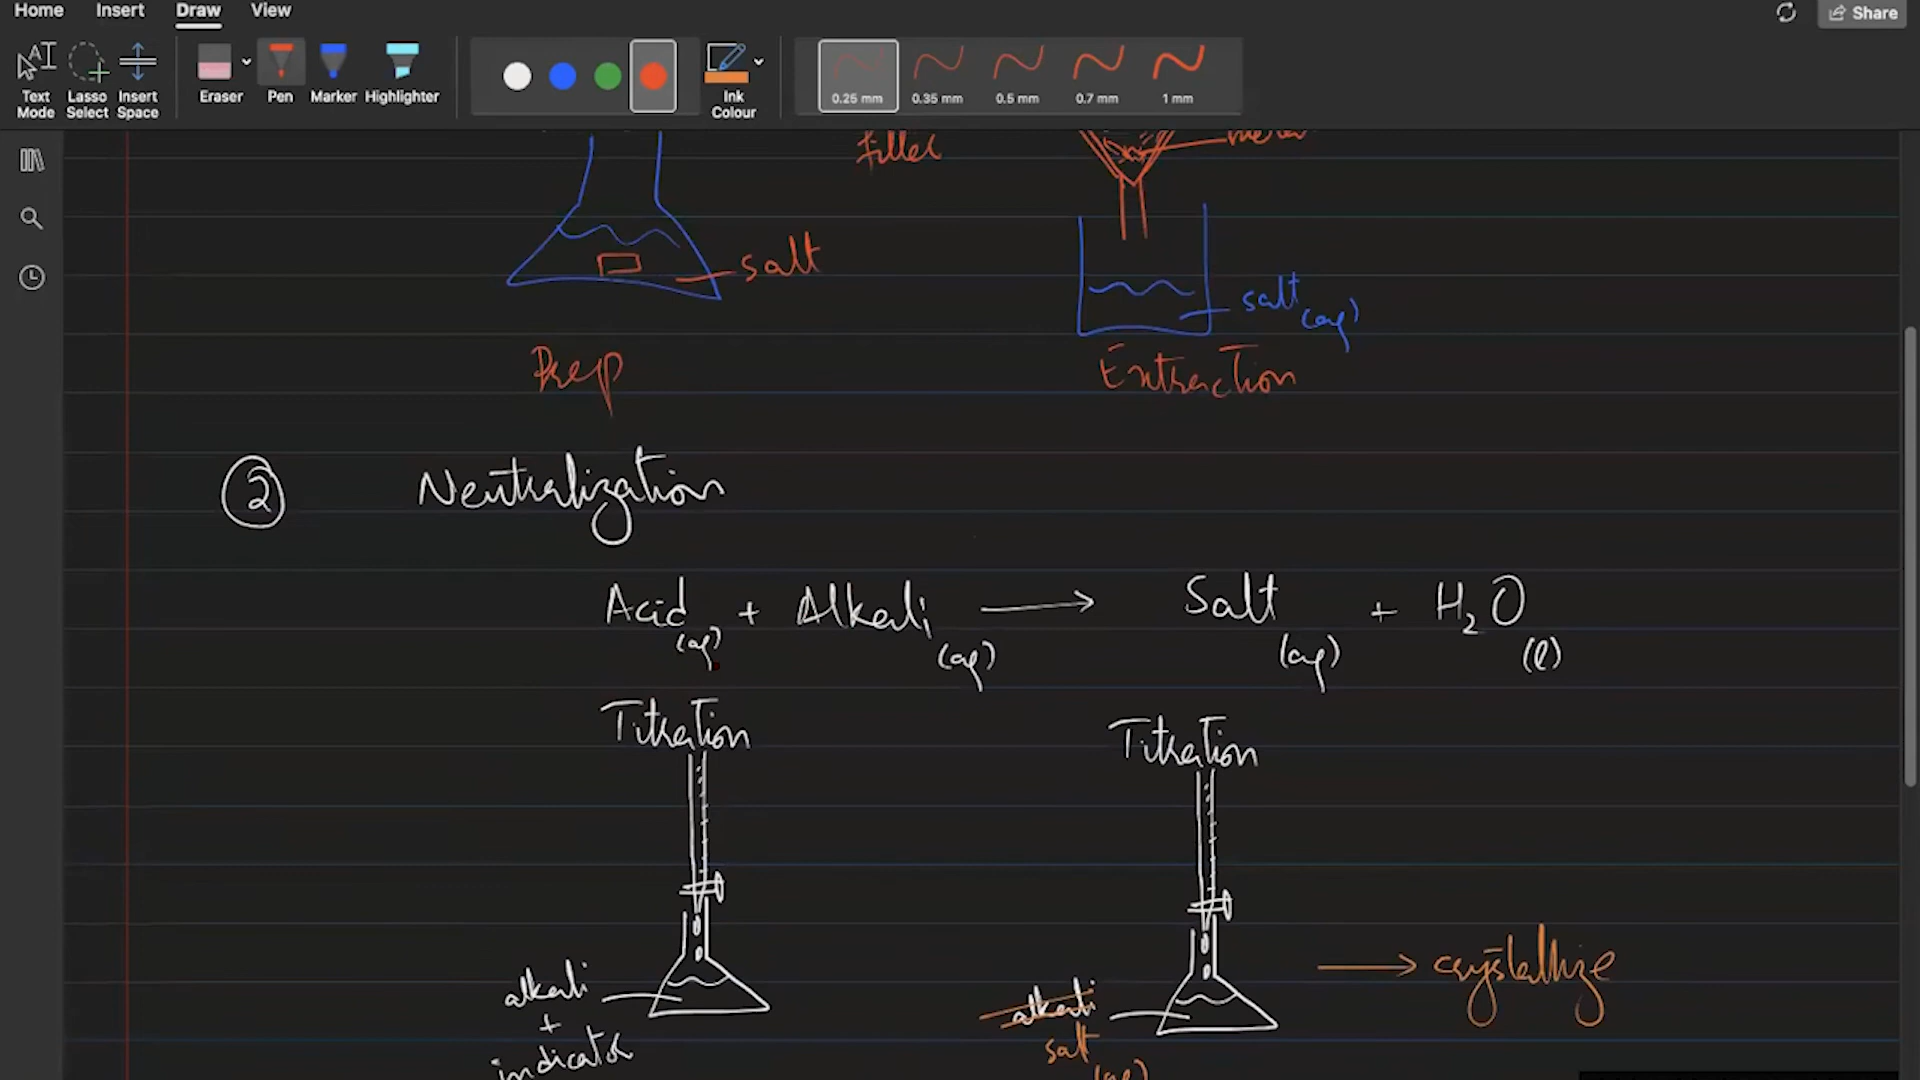 Home Insert Draw View
Share
Text Mode Lasso Select Insert Space Eraser Pen Marker Highlighter Ink Colour 0.25 mm 0.35 mm 0.5 mm 0.7 mm 1 mm
filter
salt
salt (aq)
Prep Extraction
2 Neutralization
Acid (aq) + Alkali (aq) → Salt (aq) + H₂O (l)
Titration Titration
→ crystallize
alkali + indicator
alkali
salt (aq)